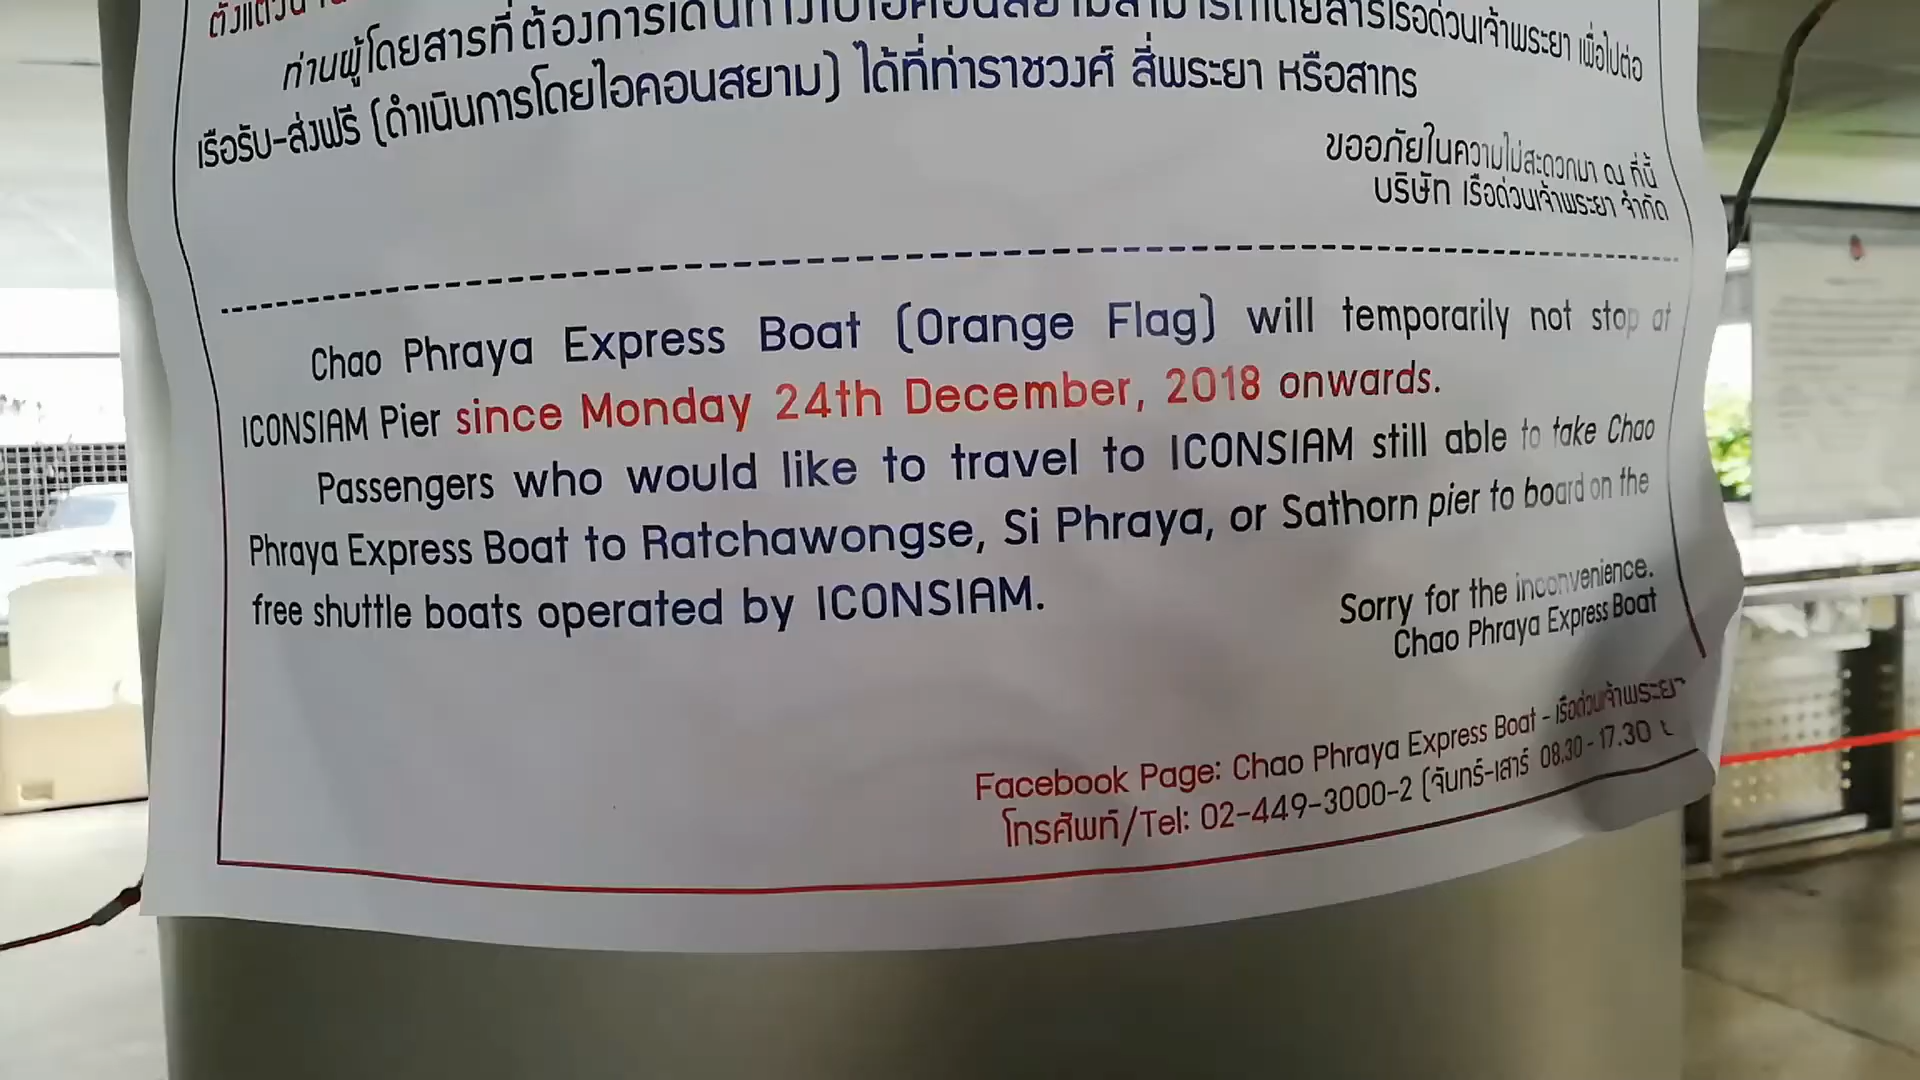 ตั้งแต่วัน
ท่านผู้โดยสารที่ต้องการเดินทางไปไอคอนสยามสามารถโดยสารเรือด่วนเจ้าพระยา เพื่อไปต่อ
เรือรับ-ส่งฟรี (ดำเนินการโดยไอคอนสยาม) ได้ที่ท่าราชวงศ์ สี่พระยา หรือสาทร
ขออภัยในความไม่สะดวกมา ณ ที่นี้
บริษัท เรือด่วนเจ้าพระยา จำกัด
Chao Phraya Express Boat (Orange Flag) will temporarily not stop at
ICONSIAM Pier since Monday 24th December, 2018 onwards.
Passengers who would like to travel to ICONSIAM still able to take Chao
Phraya Express Boat to Ratchawongse, Si Phraya, or Sathorn pier to board on the
free shuttle boats operated by ICONSIAM.
Sorry for the inconvenience.
Chao Phraya Express Boat
Facebook Page: Chao Phraya Express Boat - เรือด่วนเจ้าพระยา
โทรศัพท์/Tel: 02-449-3000-2 (จันทร์-เสาร์ 08.30 - 17.30